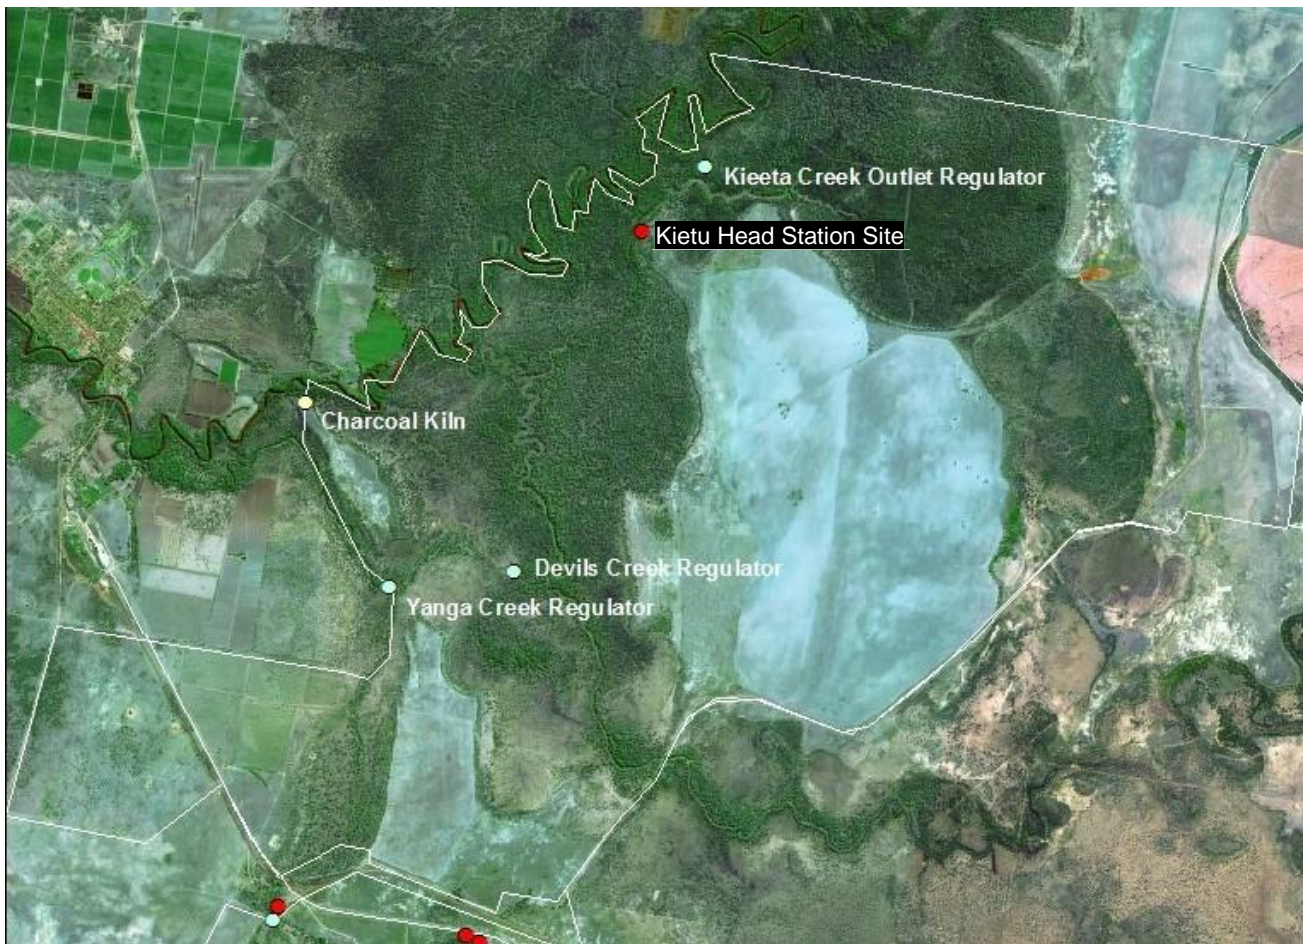 Kieeta Creek Outlet Regulator
Kietu Head Station Site
Charcoal Kiln
Devils Creek Regulator
Yanga Creek Regulator